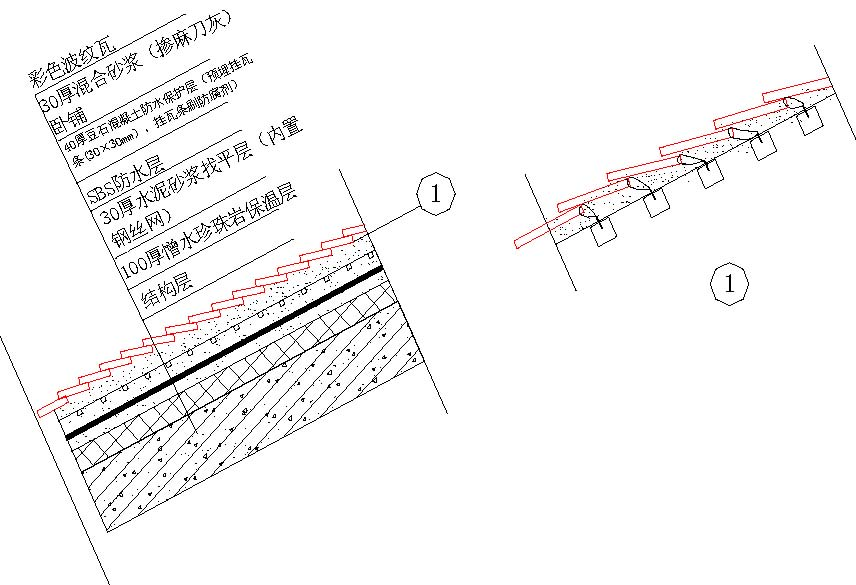 彩色波纹瓦
30厚混合砂浆（掺麻刀灰）
卧铺
40厚豆石混凝土防水保护层（预埋挂瓦
条(30×30mm)，挂瓦条刷防腐剂）
SBS防水层
30厚水泥砂浆找平层（内置
钢丝网）
100厚憎水珍珠岩保温层
结构层
1
1